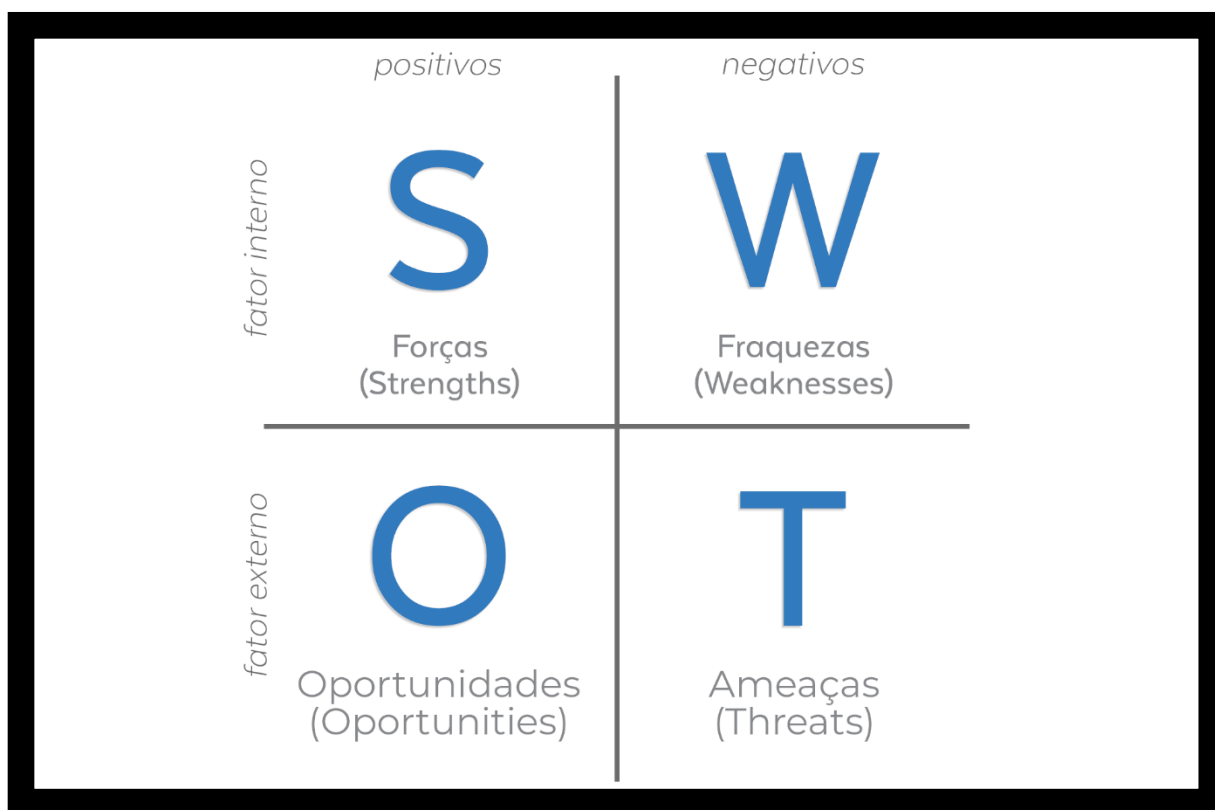 positivos
negativos
fator interno
S
W
Forças
(Strengths)
Fraquezas
(Weaknesses)
fator externo
O
T
Oportunidades
(Oportunities)
Ameaças
(Threats)